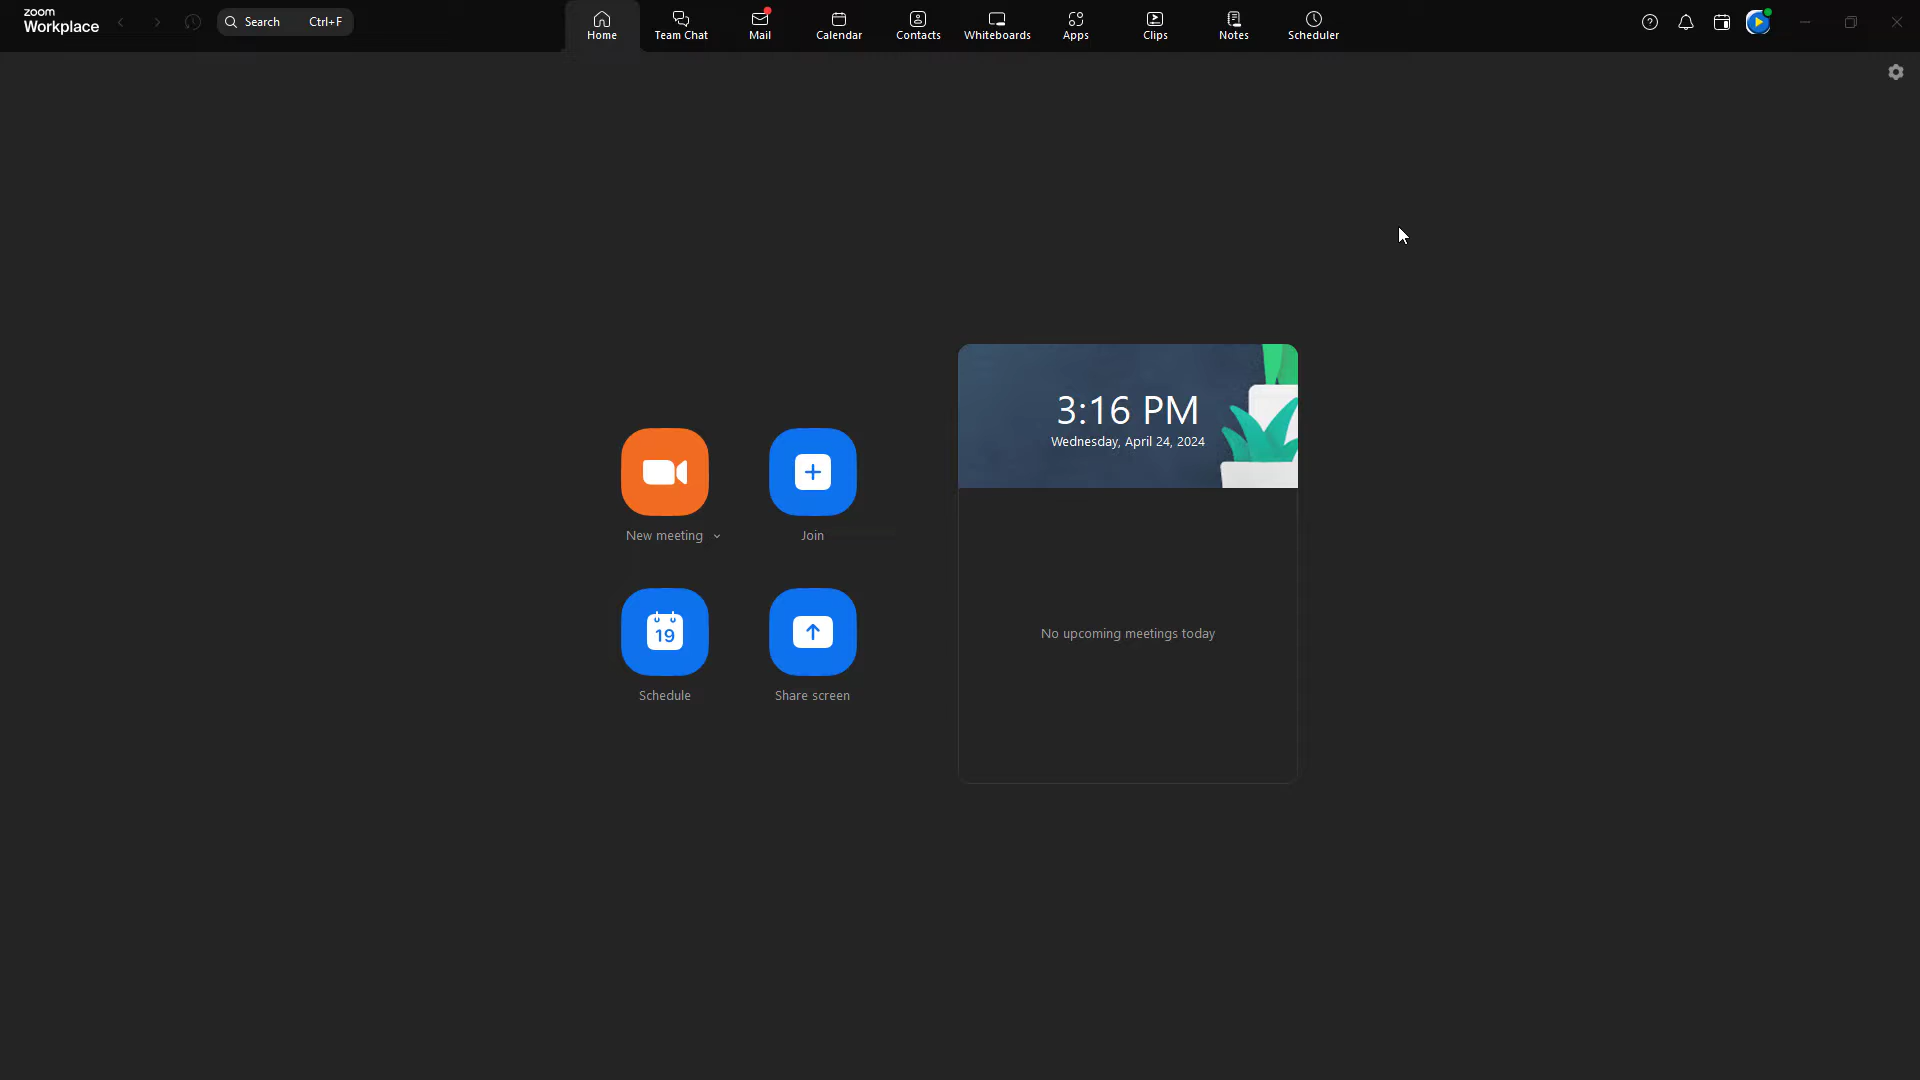 zoom
Workplace
Search Ctrl+F
Home
Team Chat
Mail
Calendar
Contacts
Whiteboards
Apps
Clips
Notes
Scheduler
3:16 PM
Wednesday, April 24, 2024
New meeting
Join
19
Schedule
Share screen
No upcoming meetings today